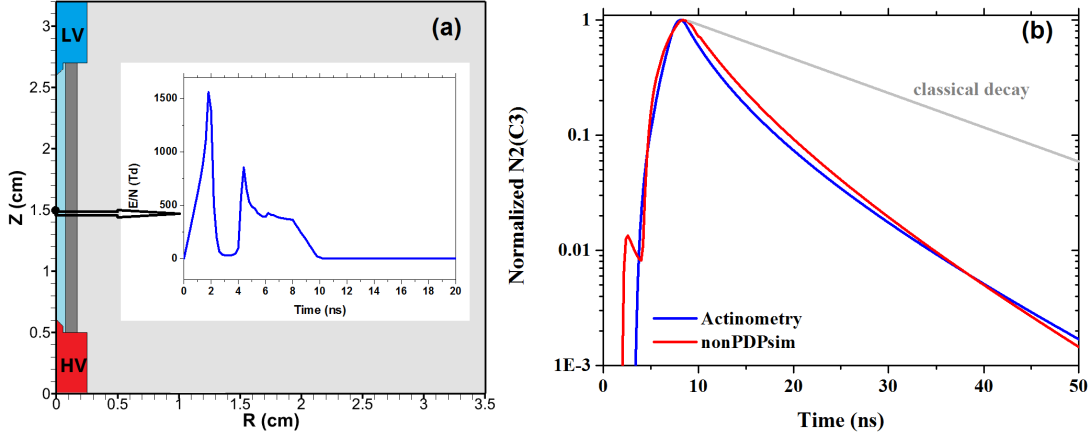 (a)
LV
HV
Z (cm)
3
2.5
2
1.5
1
0.5
0
0
0.5
1
1.5
2
2.5
3
3.5
R (cm)
E/N (Td)
1500
1250
1000
750
500
250
0
0 2 4 6 8 10 12 14 16 18 20
Time (ns)
(b)
Normalized N2(C3)
1
0.1
0.01
1E-3
classical decay
Actinometry
nonPDPsim
0 10 20 30 40 50
Time (ns)